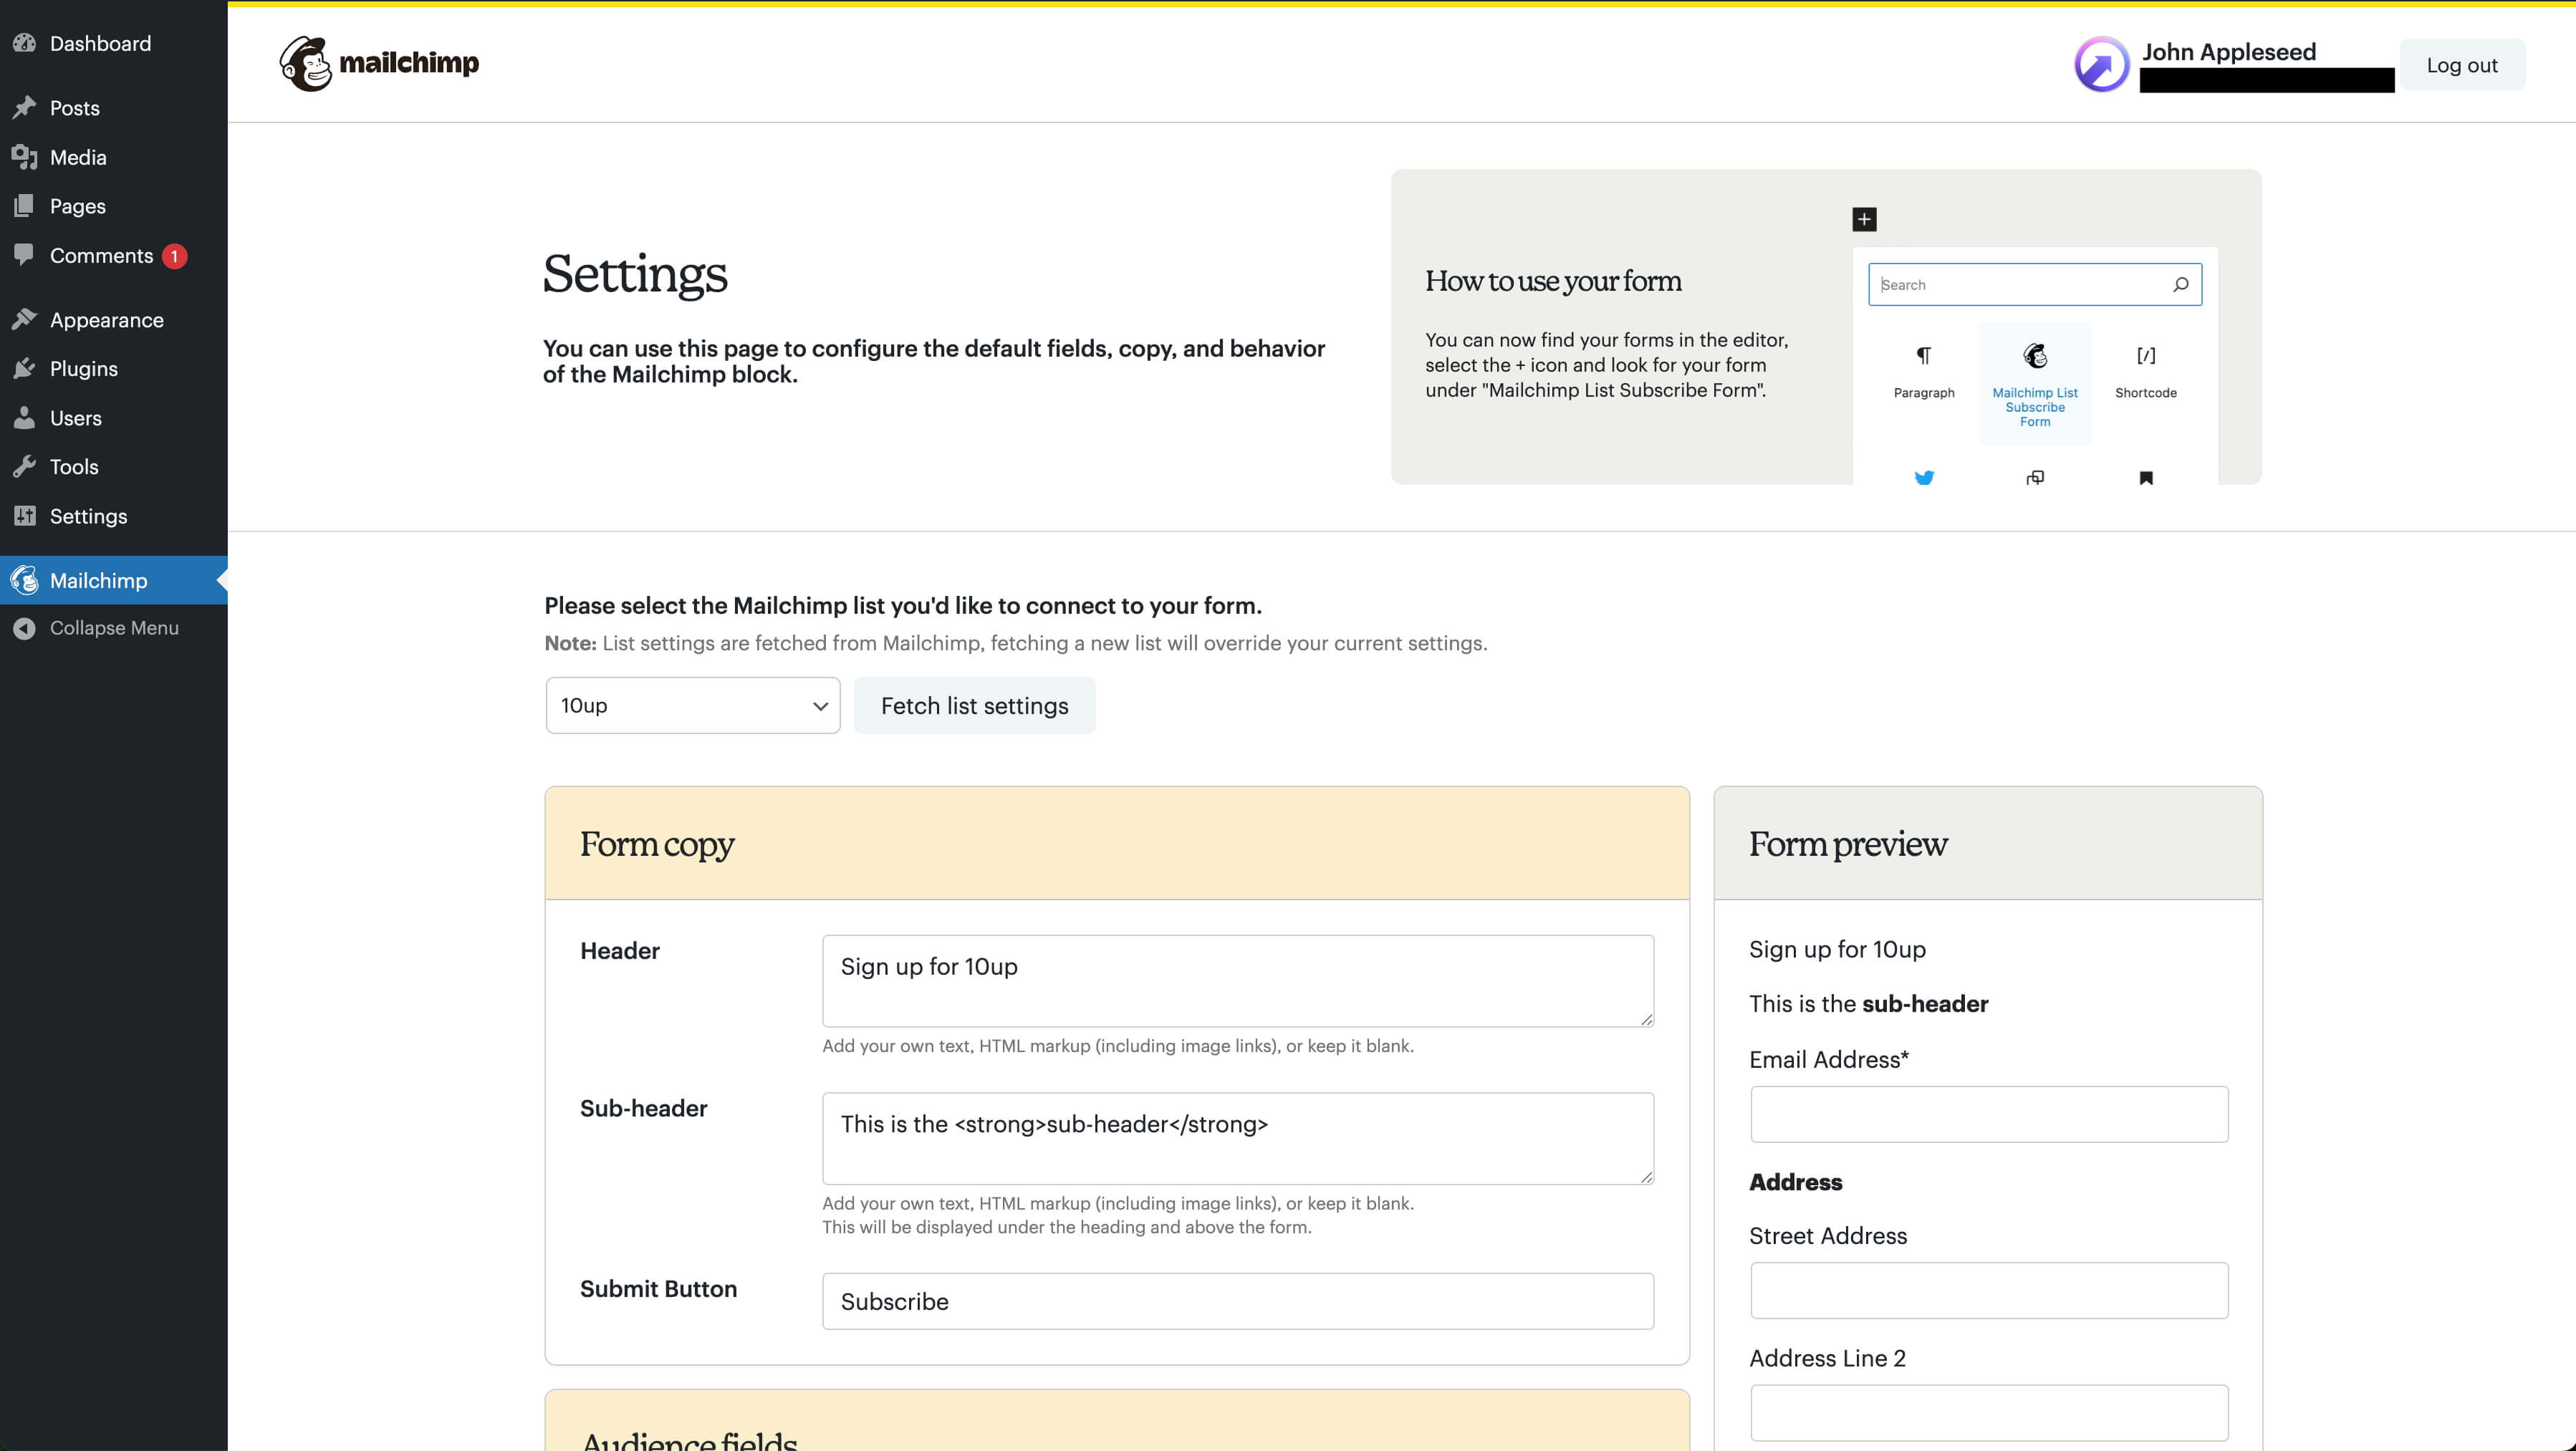 Dashboard
Posts
Media
Pages
Comments 1
Appearance
Plugins
Users
Tools
Settings
Mailchimp
Collapse Menu
mailchimp
John Appleseed
Log out
Settings
You can use this page to configure the default fields, copy, and behavior
of the Mailchimp block.
How to use your form
You can now find your forms in the editor,
select the + icon and look for your form
under "Mailchimp List Subscribe Form".
Search
Paragraph
Mailchimp List
Subscribe
Form
Shortcode
Please select the Mailchimp list you'd like to connect to your form.
Note: List settings are fetched from Mailchimp, fetching a new list will override your current settings.
10up
Fetch list settings
Form copy
Header
Sign up for 10up
Add your own text, HTML markup (including image links), or keep it blank.
Sub-header
This is the <strong>sub-header</strong>
Add your own text, HTML markup (including image links), or keep it blank.
This will be displayed under the heading and above the form.
Submit Button
Subscribe
Audience fields
Form preview
Sign up for 10up
This is the sub-header
Email Address*
Address
Street Address
Address Line 2